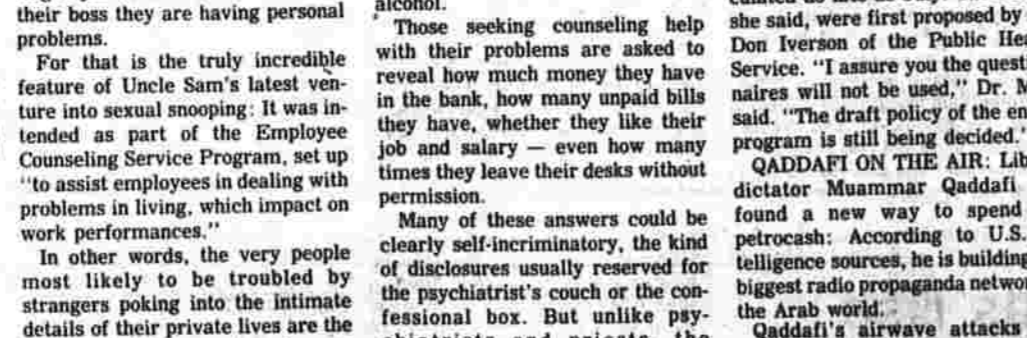 their boss they are having personal
problems.
For that is the truly incredible
feature of Uncle Sam's latest ven-
ture into sexual snooping: It was in-
tended as part of the Employee
Counseling Service Program, set up
"to assist employees in dealing with
problems in living, which impact on
work performances."
In other words, the very people
most likely to be troubled by
strangers poking into the intimate
details of their private lives are the
alcohol.
Those seeking counseling help
with their problems are asked to
reveal how much money they have
in the bank, how many unpaid bills
they have, whether they like their
job and salary — even how many
times they leave their desks without
permission.
Many of these answers could be
clearly self-incriminatory, the kind
of disclosures usually reserved for
the psychiatrist's couch or the con-
fessional box. But unlike psy-
she said, were first proposed by
Don Iverson of the Public He
Service. "I assure you the questi
naires will not be used," Dr. M
said. "The draft policy of the en
program is still being decided.
QADDAFI ON THE AIR: Lib
dictator Muammar Qaddafi
found a new way to spend
petrocash: According to U.S.
telligence sources, he is building
biggest radio propaganda networ
the Arab world.
Qaddafi's airwave attacks